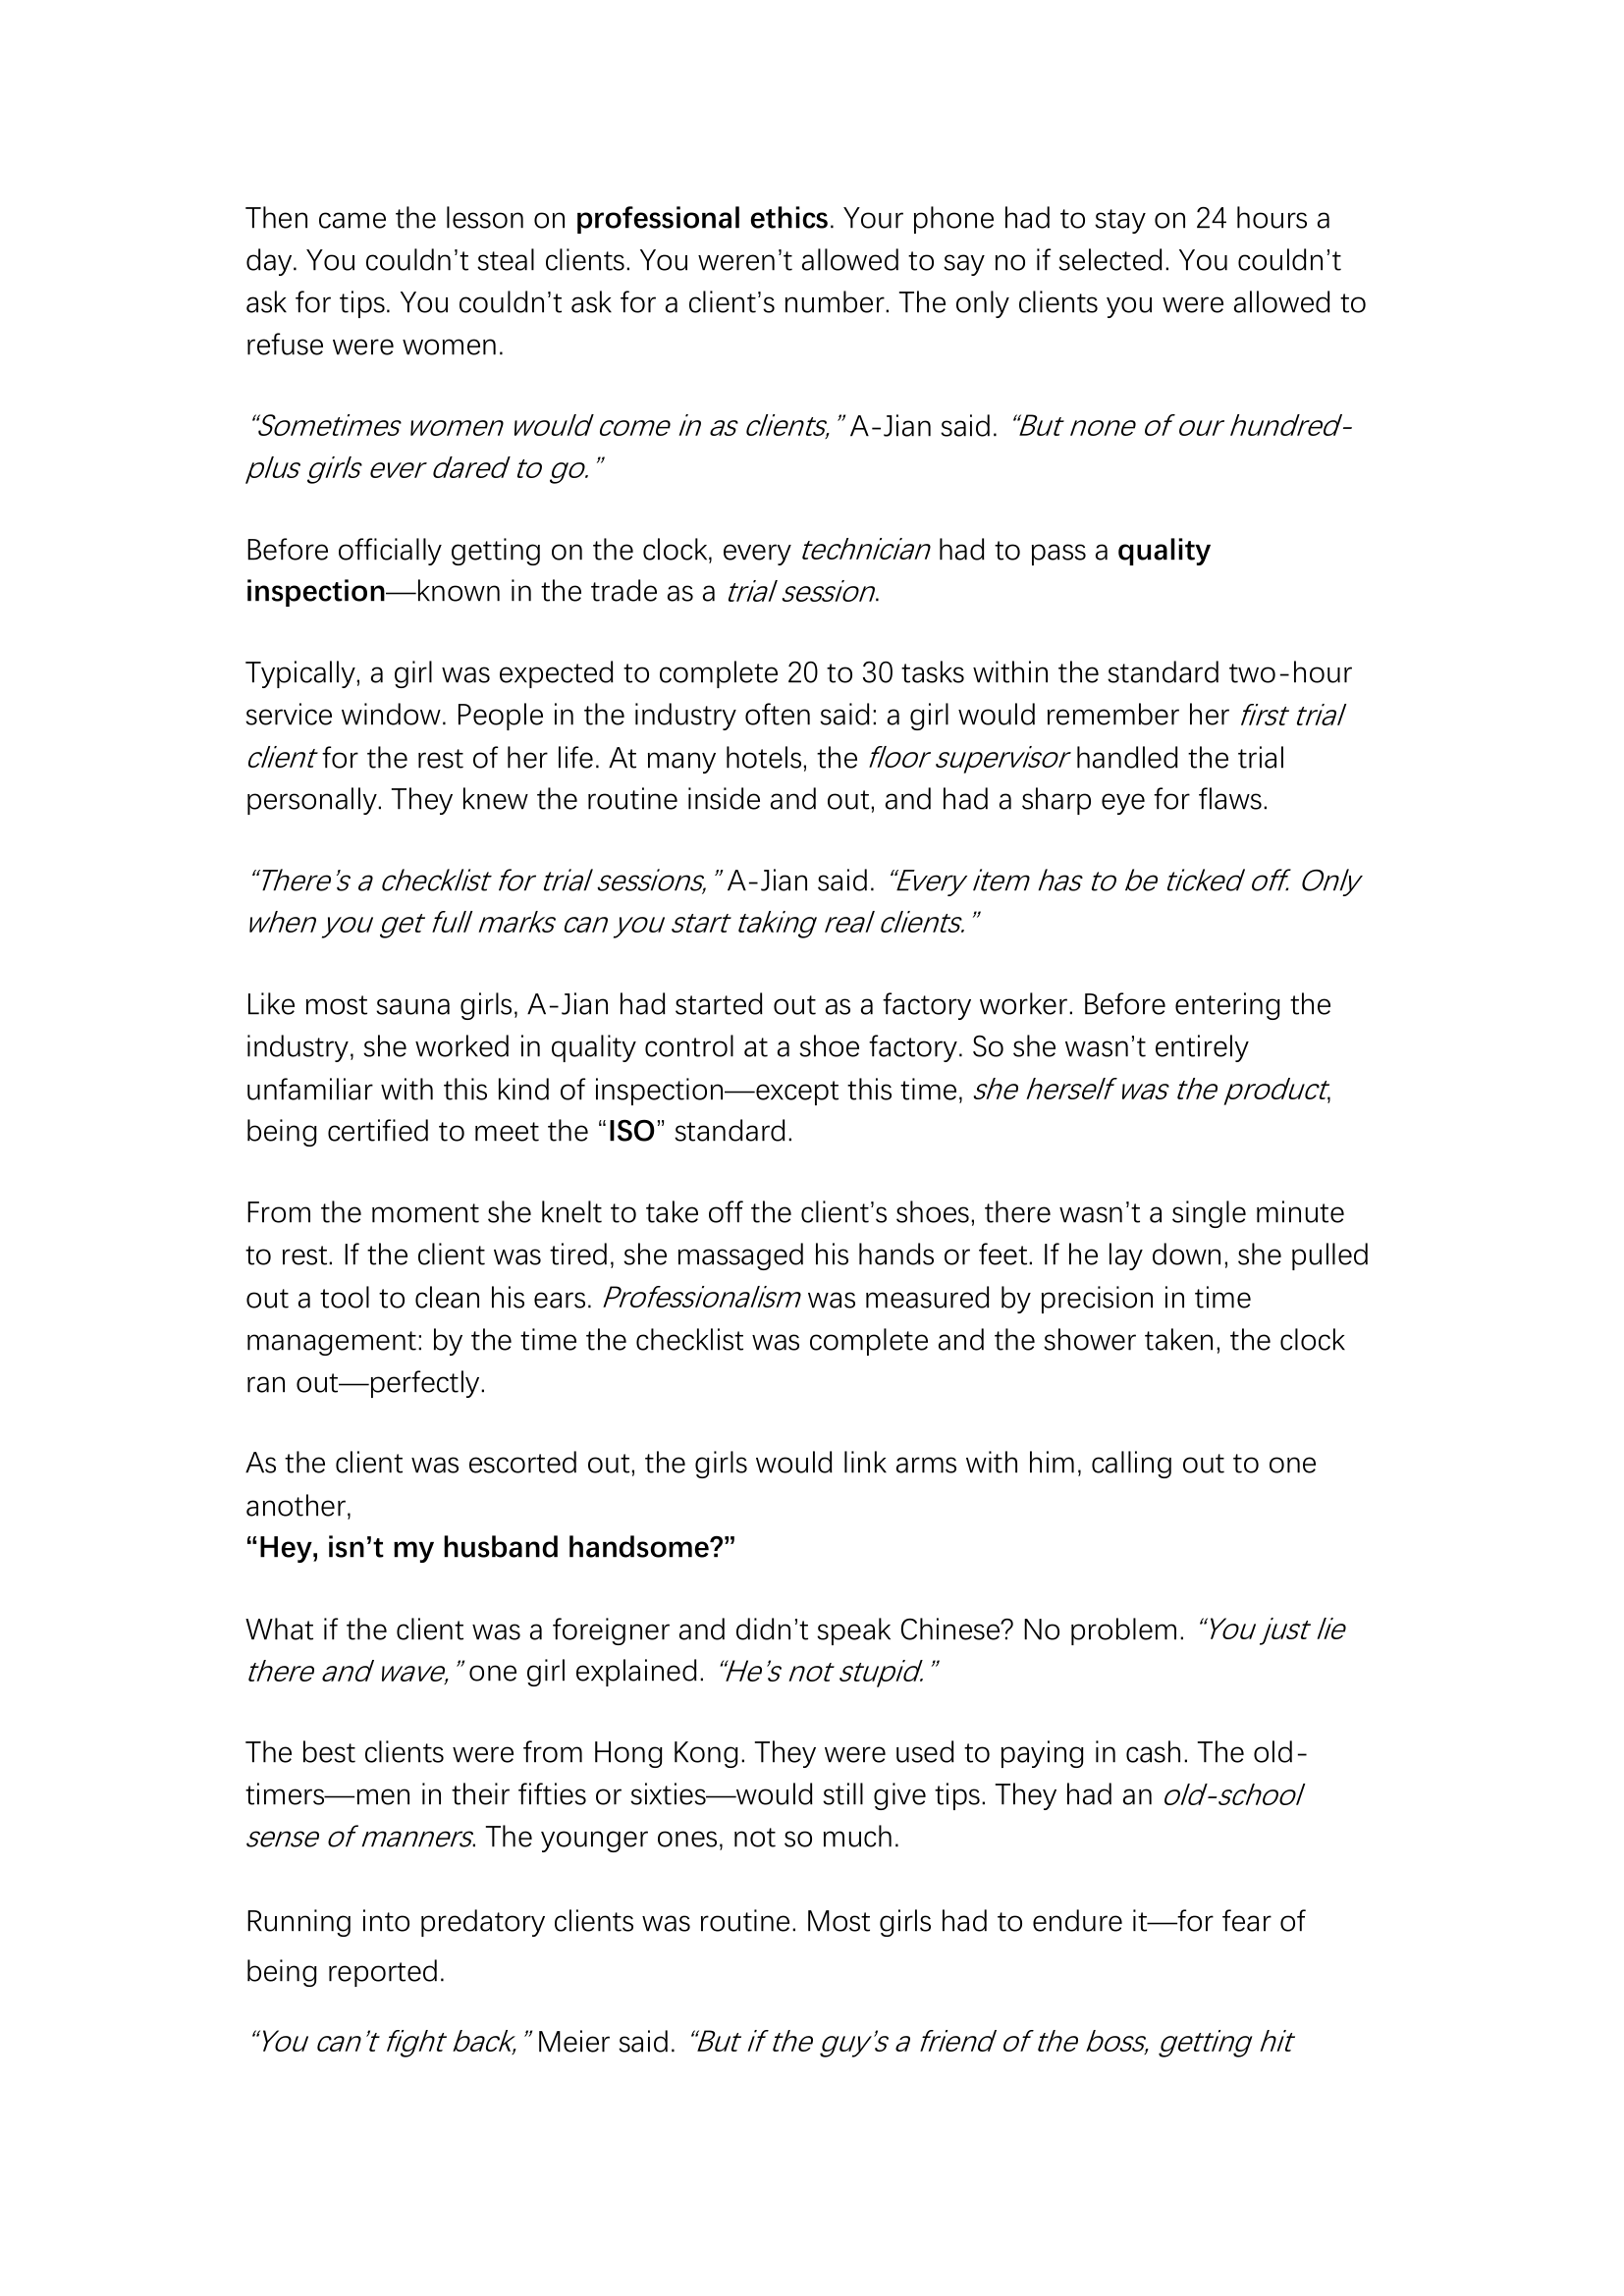 Then came the lesson on professional ethics. Your phone had to stay on 24 hours a
day. You couldn’t steal clients. You weren’t allowed to say no if selected. You couldn’t
ask for tips. You couldn’t ask for a client’s number. The only clients you were allowed to
refuse were women.
“Sometimes women would come in as clients,” A-Jian said. “But none of our hundred-
plus girls ever dared to go.”
Before officially getting on the clock, every technician had to pass a quality
inspection—known in the trade as a trial session.
Typically, a girl was expected to complete 20 to 30 tasks within the standard two-hour
service window. People in the industry often said: a girl would remember her first trial
client for the rest of her life. At many hotels, the floor supervisor handled the trial
personally. They knew the routine inside and out, and had a sharp eye for flaws.
“There’s a checklist for trial sessions,” A-Jian said. “Every item has to be ticked off. Only
when you get full marks can you start taking real clients.”
Like most sauna girls, A-Jian had started out as a factory worker. Before entering the
industry, she worked in quality control at a shoe factory. So she wasn’t entirely
unfamiliar with this kind of inspection—except this time, she herself was the product,
being certified to meet the “ISO” standard.
From the moment she knelt to take off the client’s shoes, there wasn’t a single minute
to rest. If the client was tired, she massaged his hands or feet. If he lay down, she pulled
out a tool to clean his ears. Professionalism was measured by precision in time
management: by the time the checklist was complete and the shower taken, the clock
ran out—perfectly.
As the client was escorted out, the girls would link arms with him, calling out to one
another,
“Hey, isn’t my husband handsome?”
What if the client was a foreigner and didn’t speak Chinese? No problem. “You just lie
there and wave,” one girl explained. “He’s not stupid.”
The best clients were from Hong Kong. They were used to paying in cash. The old-
timers—men in their fifties or sixties—would still give tips. They had an old-school
sense of manners. The younger ones, not so much.
Running into predatory clients was routine. Most girls had to endure it—for fear of
being reported.
“You can’t fight back,” Meier said. “But if the guy’s a friend of the boss, getting hit